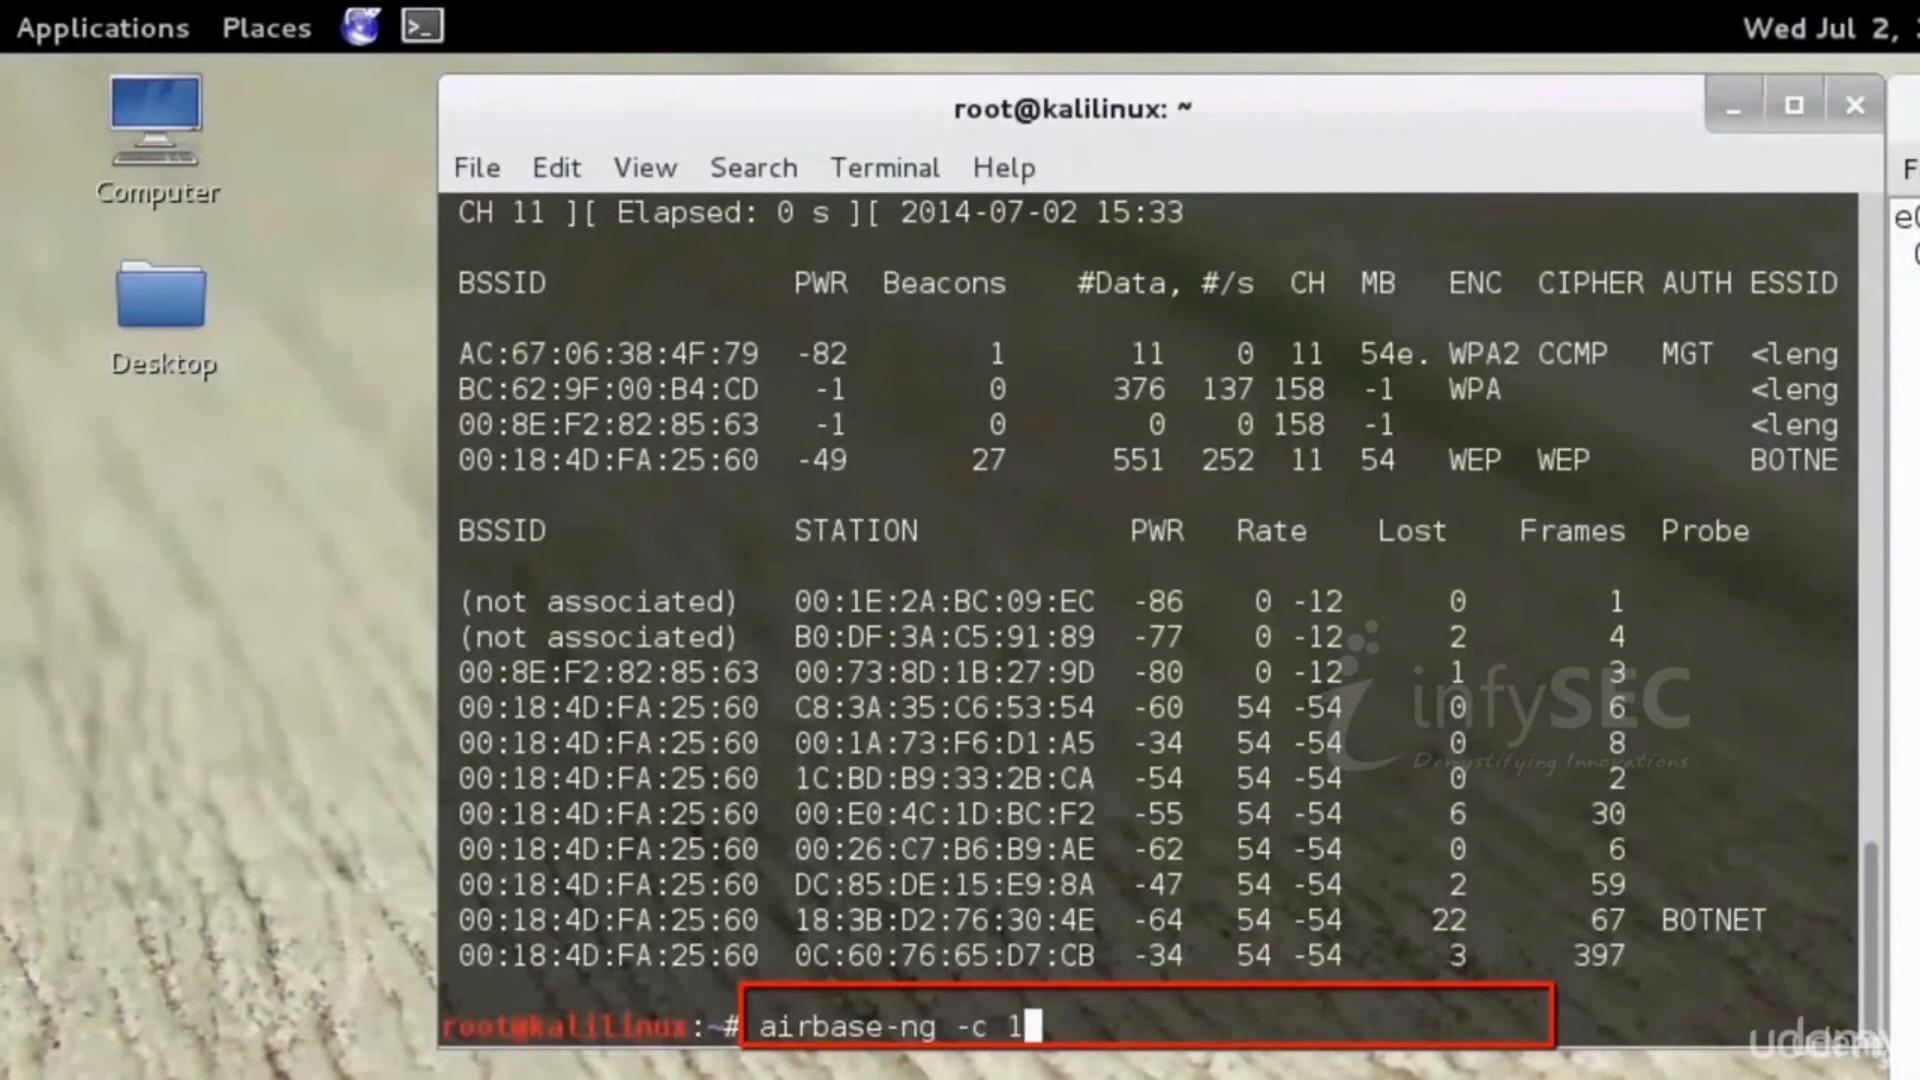 Applications Places Wed Jul 2,
Computer
Desktop
root@kalilinux: ~
File Edit View Search Terminal Help
CH 11 ][ Elapsed: 0 s ][ 2014-07-02 15:33
BSSID PWR Beacons #Data, #/s CH MB ENC CIPHER AUTH ESSID
AC:67:06:38:4F:79 -82 1 11 0 11 54e. WPA2 CCMP MGT <leng
BC:62:9F:00:B4:CD -1 0 376 137 158 -1 WPA <leng
00:8E:F2:82:85:63 -1 0 0 0 158 -1 <leng
00:18:4D:FA:25:60 -49 27 551 252 11 54 WEP WEP BOTNE
BSSID STATION PWR Rate Lost Frames Probe
(not associated) 00:1E:2A:BC:09:EC -86 0 -12 0 1
(not associated) B0:DF:3A:C5:91:89 -77 0 -12 2 4
00:8E:F2:82:85:63 00:73:8D:1B:27:9D -80 0 -12 1 3
00:18:4D:FA:25:60 C8:3A:35:C6:53:54 -60 54 -54 0 6
00:18:4D:FA:25:60 00:1A:73:F6:D1:A5 -34 54 -54 0 8
00:18:4D:FA:25:60 1C:BD:B9:33:2B:CA -54 54 -54 0 2
00:18:4D:FA:25:60 00:E0:4C:1D:BC:F2 -55 54 -54 6 30
00:18:4D:FA:25:60 00:26:C7:B6:B9:AE -62 54 -54 0 6
00:18:4D:FA:25:60 DC:85:DE:15:E9:8A -47 54 -54 2 59
00:18:4D:FA:25:60 18:3B:D2:76:30:4E -64 54 -54 22 67 BOTNET
00:18:4D:FA:25:60 0C:60:76:65:D7:CB -34 54 -54 3 397
infySEC
Demystifying Innovations
root@kalilinux:~# airbase-ng -c 1
udemy